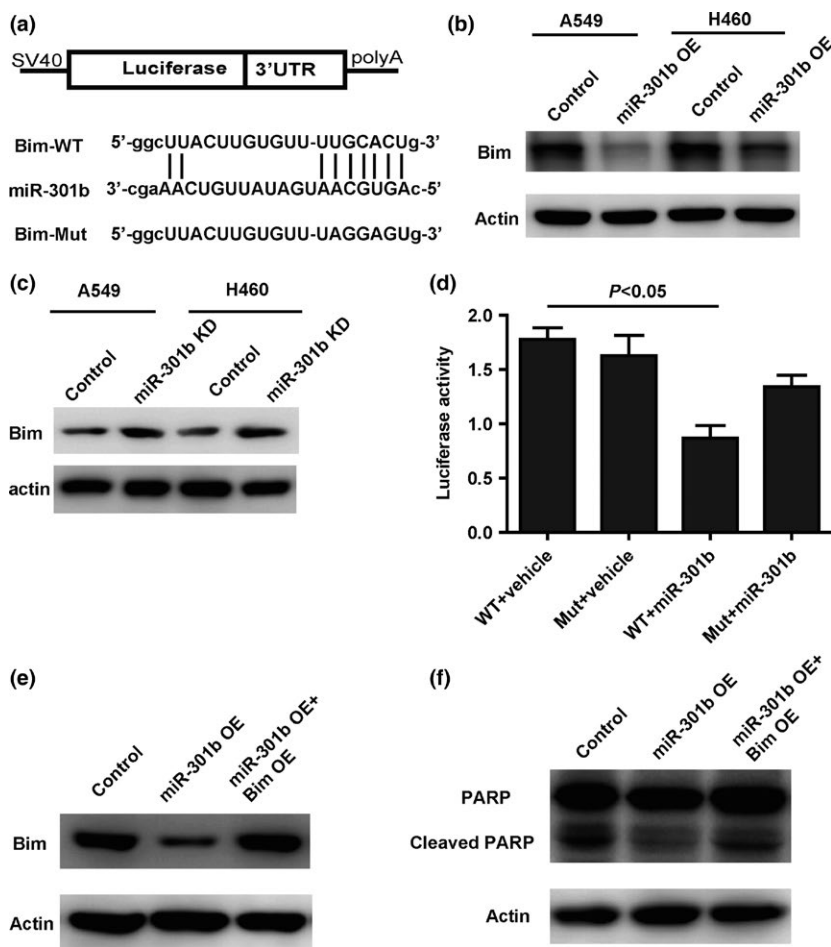 (a)
SV40
Luciferase
3'UTR
polyA
Bim-WT 5'-ggcUUACUUGUGUU-UUGCACUg-3'
miR-301b 3'-cgaAACUGUUAUAGUAACGUGAc-5'
Bim-Mut 5'-ggcUUACUUGUGUU-UAGGAGUg-3'
(b)
A549 H460
Control miR-301b OE Control miR-301b OE
Bim
Actin
(c)
A549 H460
Control miR-301b KD Control miR-301b KD
Bim
actin
(d)
P<0.05
Luciferase activity
2.0
1.5
1.0
0.5
0.0
WT+vehicle Mut+vehicle WT+miR-301b Mut+miR-301b
(e)
Control miR-301b OE miR-301b OE+
Bim OE
Bim
Actin
(f)
Control miR-301b OE miR-301b OE+
Bim OE
PARP
Cleaved PARP
Actin